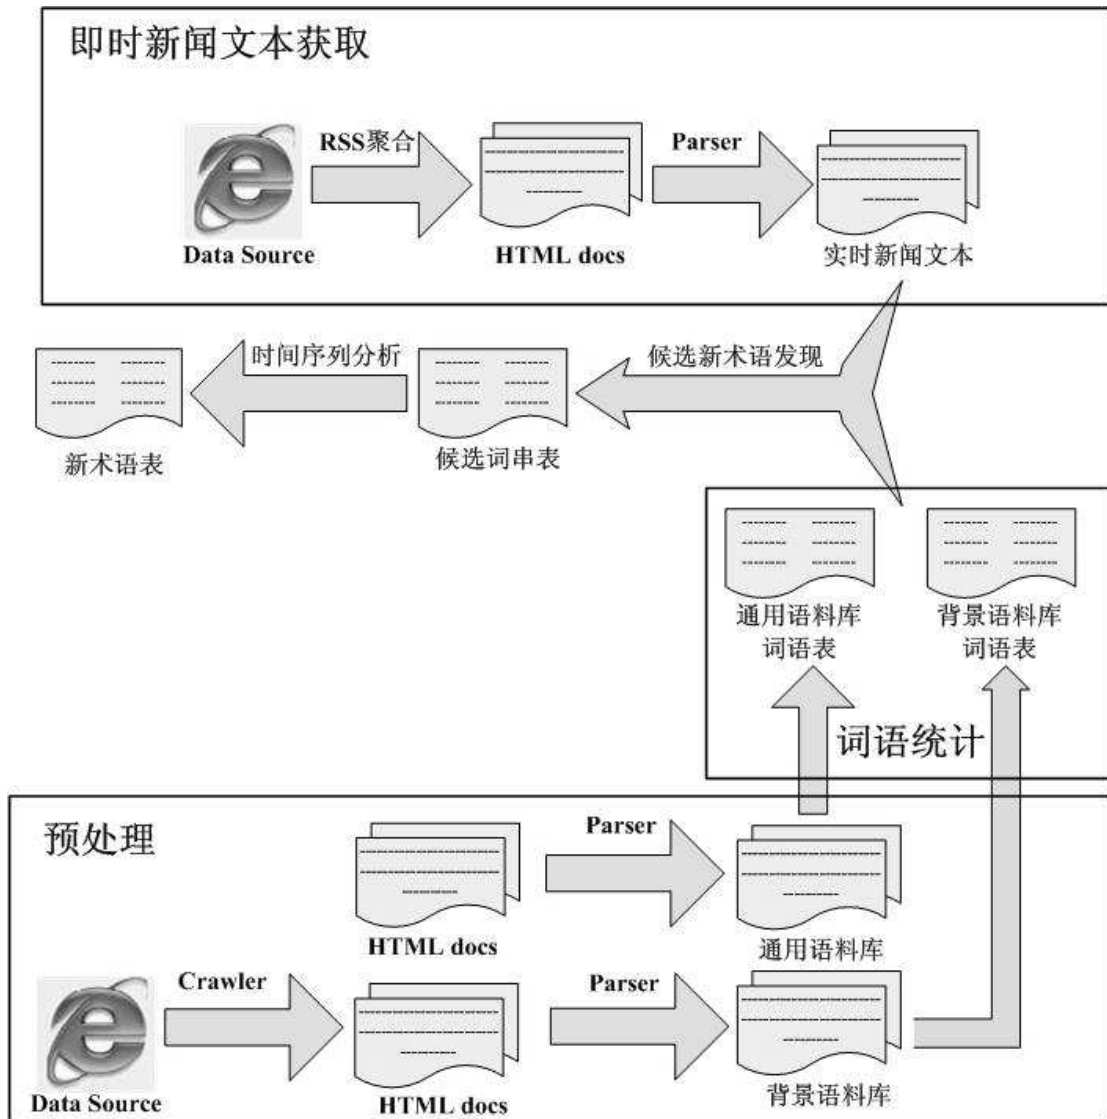 即时新闻文本获取
RSS聚合
Parser
Data Source
HTML docs
实时新闻文本
时间序列分析
候选新术语发现
新术语表
候选词串表
通用语料库
词语表
背景语料库
词语表
词语统计
预处理
Parser
HTML docs
通用语料库
Crawler
Parser
Data Source
HTML docs
背景语料库